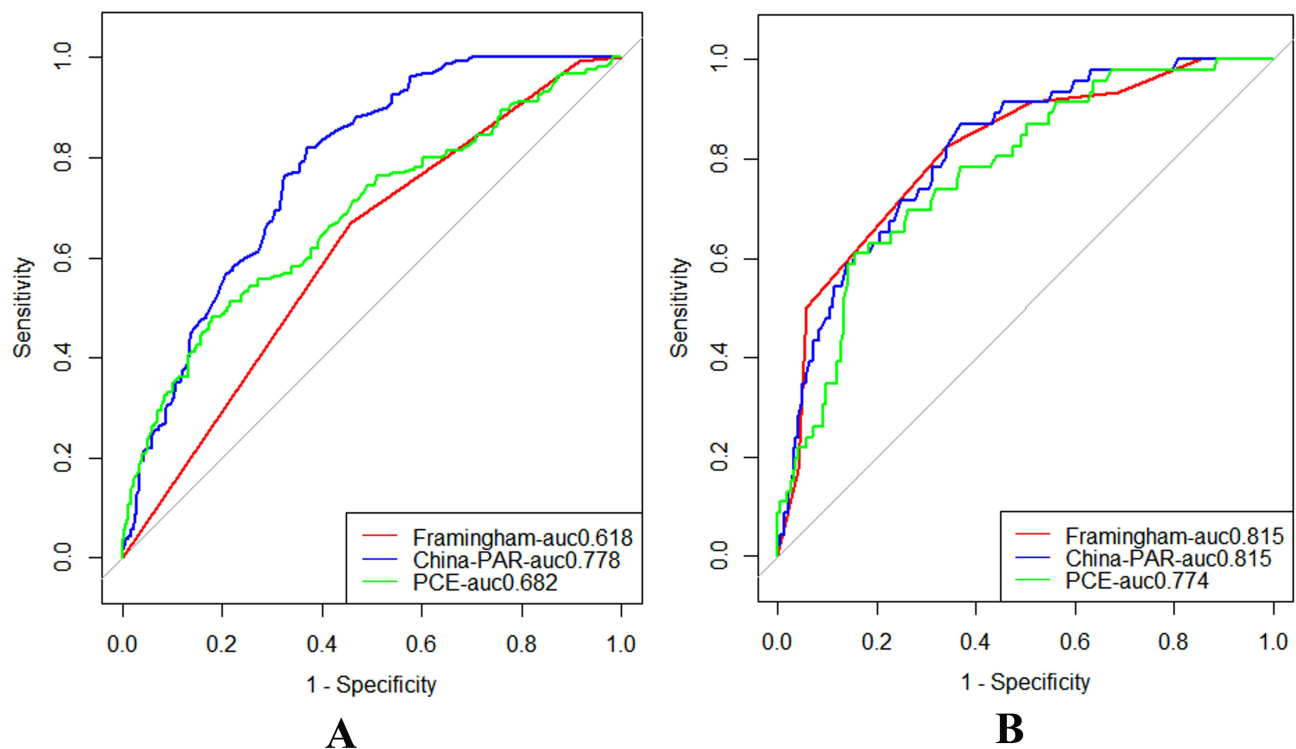 Sensitivity
1.0
0.8
0.6
0.4
0.2
0.0
Framingham-auc0.618
China-PAR-auc0.778
PCE-auc0.682
0.0 0.2 0.4 0.6 0.8 1.0
1 - Specificity
A
Sensitivity
1.0
0.8
0.6
0.4
0.2
0.0
Framingham-auc0.815
China-PAR-auc0.815
PCE-auc0.774
0.0 0.2 0.4 0.6 0.8 1.0
1 - Specificity
B